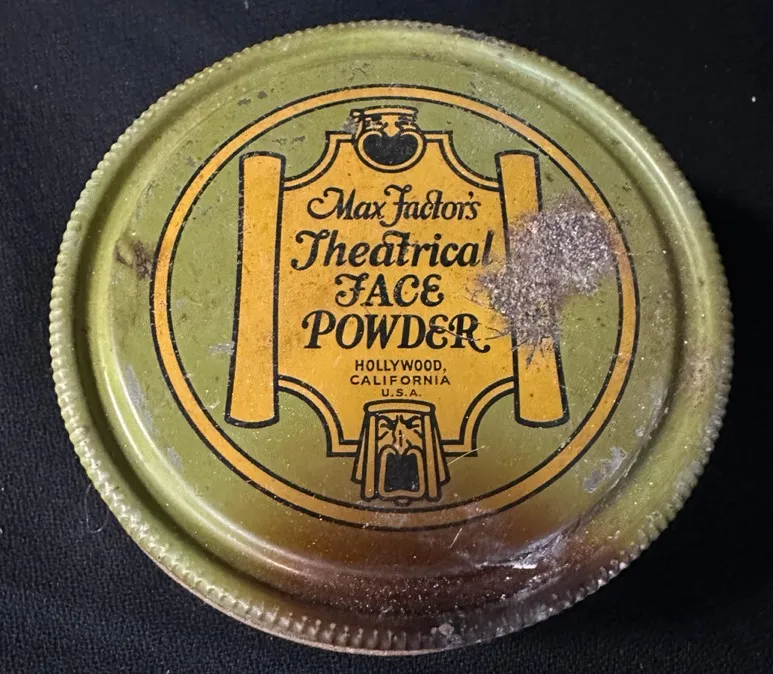 Max Factor's
Theatrical
FACE
POWDER
HOLLYWOOD,
CALIFORNIA
U.S.A.